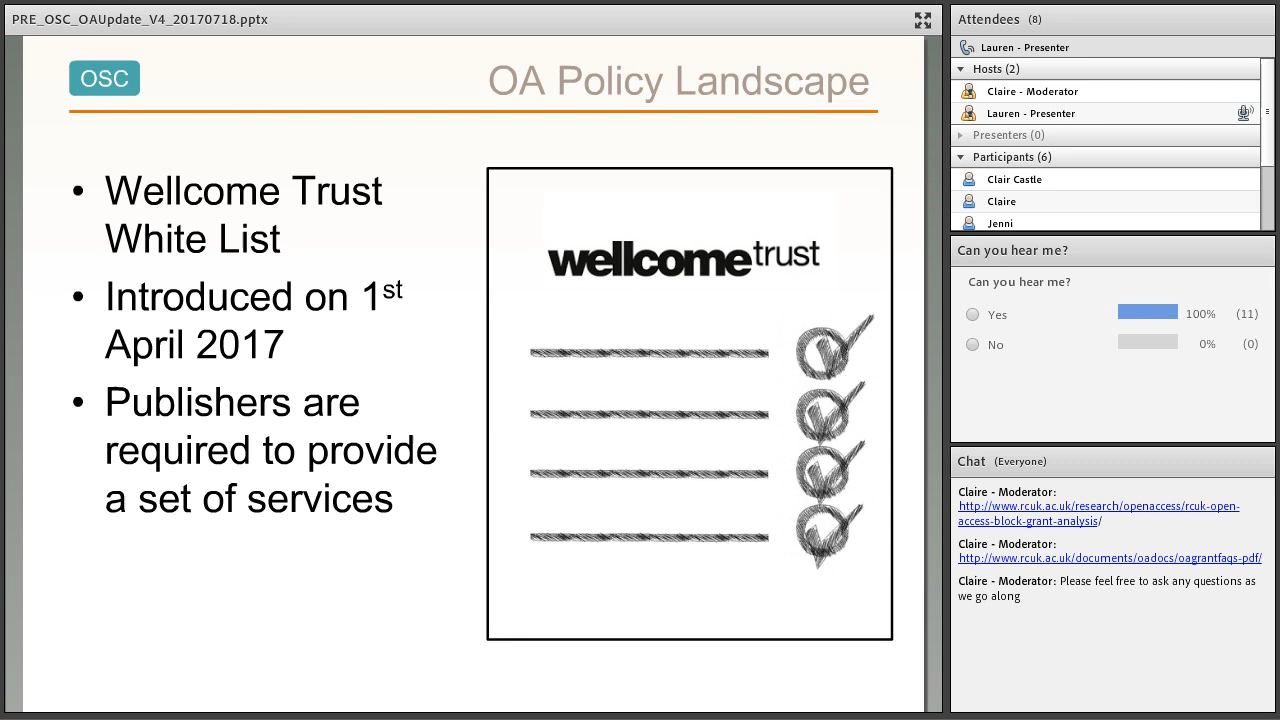 PRE_OSC_OAUpdate_V4_20170718.pptx
OSC
OA Policy Landscape
• Wellcome Trust
White List
• Introduced on 1st
April 2017
• Publishers are
required to provide
a set of services
wellcometrust
Attendees (8)
Lauren - Presenter
Hosts (2)
Claire - Moderator
Lauren - Presenter
Presenters (0)
Participants (6)
Clair Castle
Claire
Jenni
Can you hear me?
Can you hear me?
Yes 100% (11)
No 0% (0)
Chat (Everyone)
Claire - Moderator:
http://www.rcuk.ac.uk/research/openaccess/rcuk-open-
access-block-grant-analysis/
Claire - Moderator:
http://www.rcuk.ac.uk/documents/oadocs/oagrantfaqs-pdf/
Claire - Moderator: Please feel free to ask any questions as
we go along